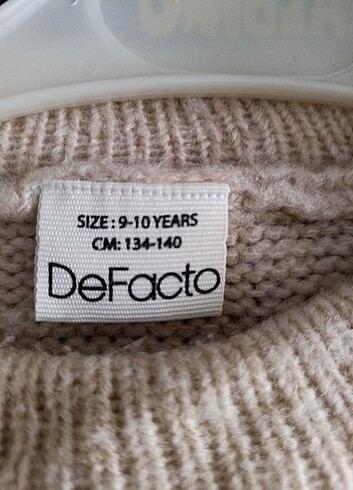 SIZE : 9-10 YEARS
CM: 134-140
DeFacto